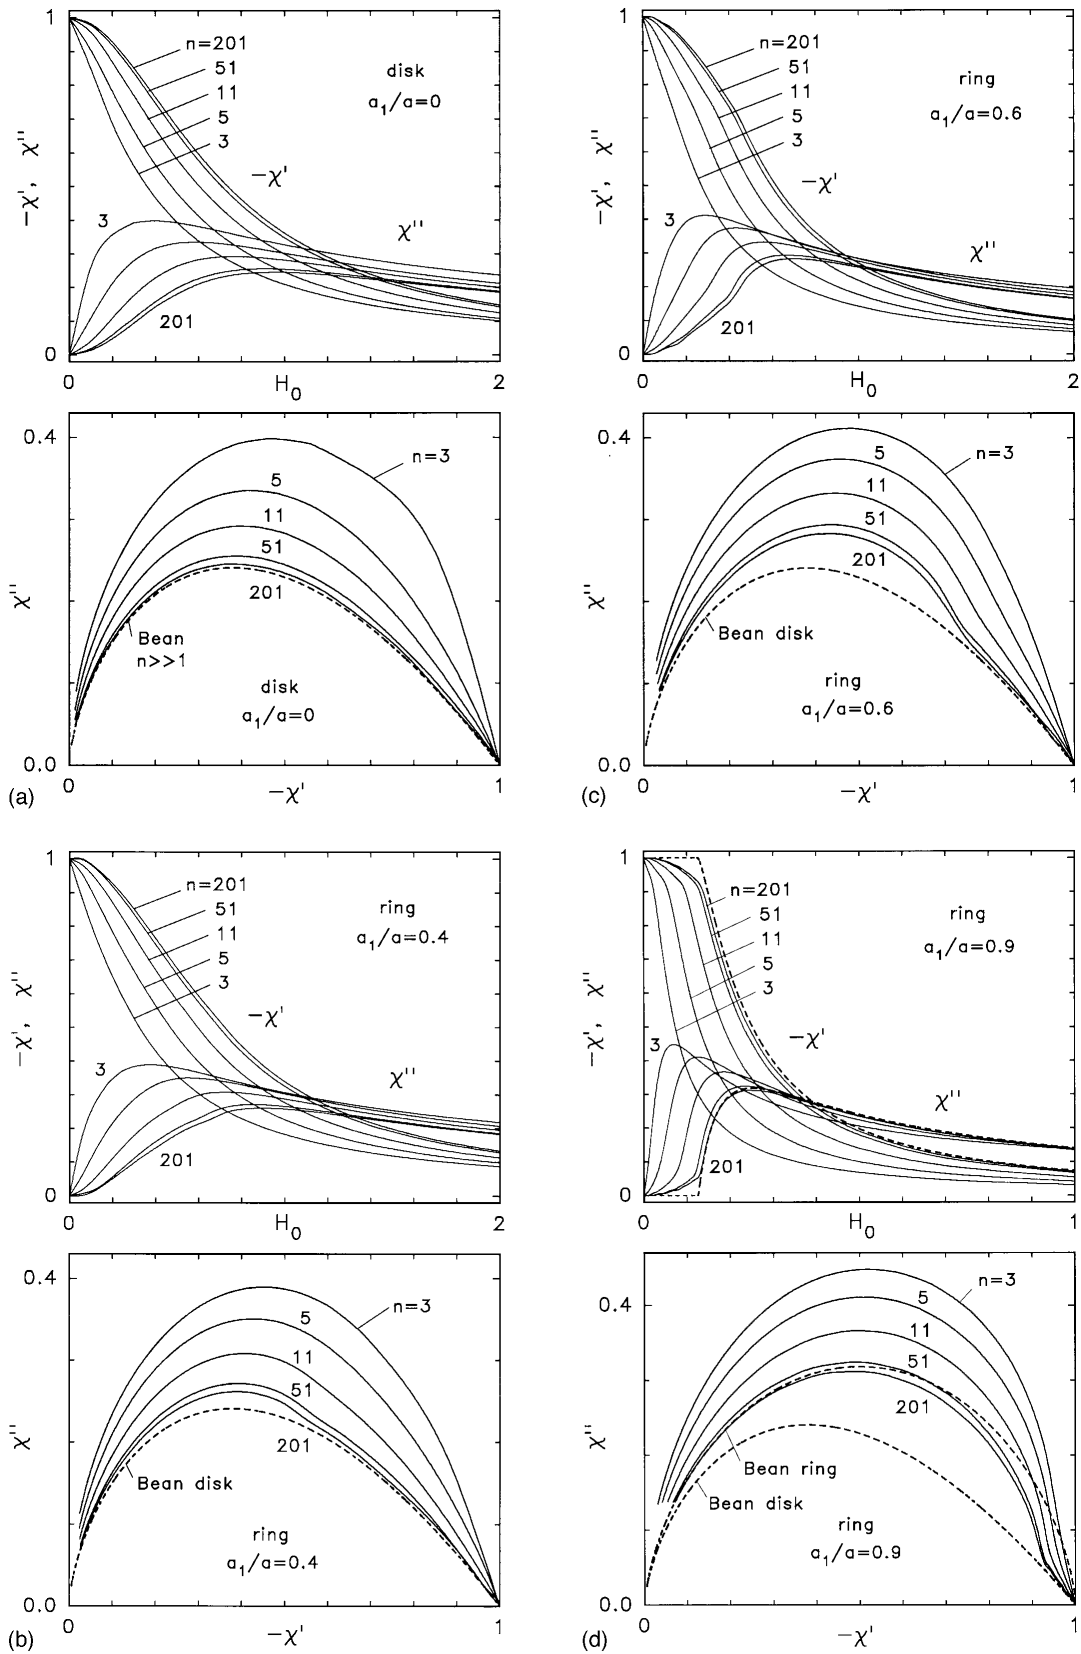 1
n=201
51
11
5
3
disk
a₁/a=0
−χ', χ''
−χ'
3
χ''
201
0
0
H₀
2
0.4
n=3
5
11
51
201
χ''
Bean
n>>1
disk
a₁/a=0
0.0
0
−χ'
1
(a)
1
n=201
51
11
5
3
ring
a₁/a=0.6
−χ', χ''
−χ'
3
χ''
201
0
0
H₀
2
0.4
n=3
5
11
51
201
χ''
Bean disk
ring
a₁/a=0.6
0.0
0
−χ'
1
(c)
1
n=201
51
11
5
3
ring
a₁/a=0.4
−χ', χ''
−χ'
3
χ''
201
0
0
H₀
2
0.4
n=3
5
11
51
201
χ''
Bean disk
ring
a₁/a=0.4
0.0
0
−χ'
1
(b)
1
n=201
51
11
5
3
ring
a₁/a=0.9
−χ', χ''
−χ'
3
χ''
201
0
0
H₀
1
0.4
n=3
5
11
51
201
χ''
Bean ring
Bean disk
ring
a₁/a=0.9
0.0
0
−χ'
1
(d)